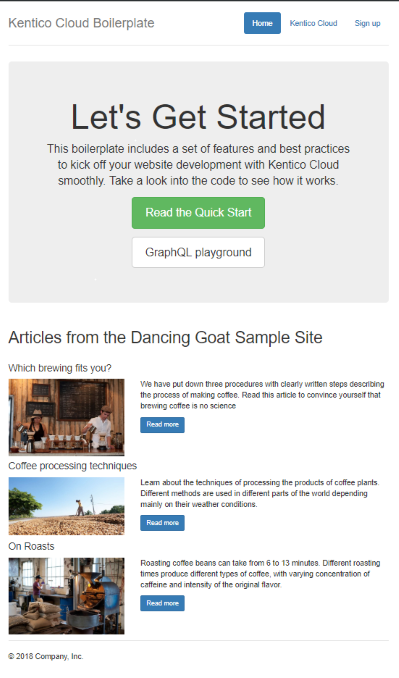 Kentico Cloud Boilerplate
Home Kentico Cloud Sign up
Let's Get Started
This boilerplate includes a set of features and best practices
to kick off your website development with Kentico Cloud
smoothly. Take a look into the code to see how it works.
Read the Quick Start
GraphQL playground
Articles from the Dancing Goat Sample Site
Which brewing fits you?
We have put down three procedures with clearly written steps describing
the process of making coffee. Read this article to convince yourself that
brewing coffee is no science
Read more
Coffee processing techniques
Learn about the techniques of processing the products of coffee plants.
Different methods are used in different parts of the world depending
mainly on their weather conditions.
Read more
On Roasts
Roasting coffee beans can take from 6 to 13 minutes. Different roasting
times produce different types of coffee, with varying concentration of
caffeine and intensity of the original flavor.
Read more
© 2018 Company, Inc.